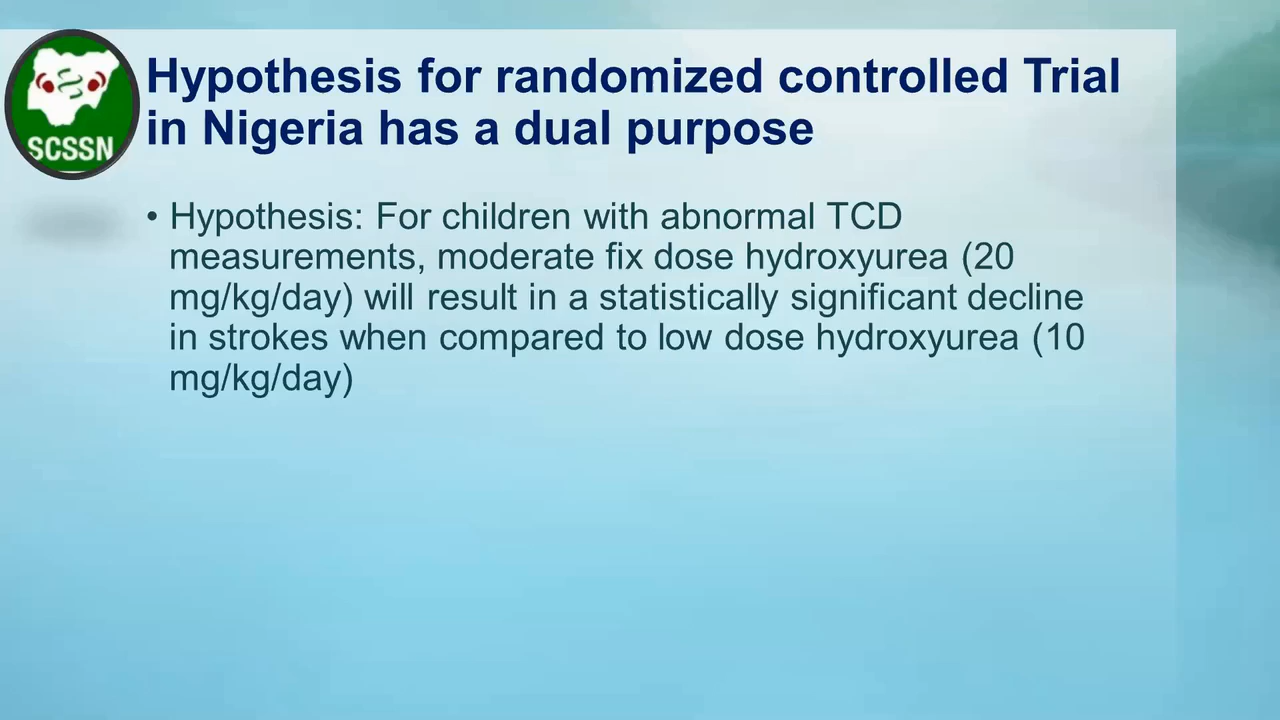 Hypothesis for randomized controlled Trial
in Nigeria has a dual purpose
SCSSN
• Hypothesis: For children with abnormal TCD
measurements, moderate fix dose hydroxyurea (20
mg/kg/day) will result in a statistically significant decline
in strokes when compared to low dose hydroxyurea (10
mg/kg/day)